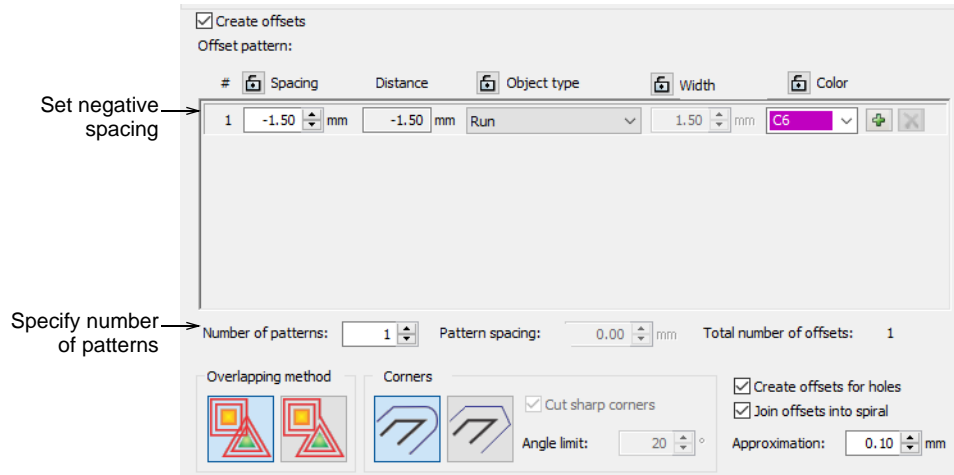 Create offsets
Offset pattern:
# Spacing Distance Object type Width Color
Set negative
spacing
1 -1.50 mm -1.50 mm Run 1.50 mm C6
Specify number
of patterns
Number of patterns: 1 Pattern spacing: 0.00 mm Total number of offsets: 1
Overlapping method Corners
Create offsets for holes
Cut sharp corners
Join offsets into spiral
Angle limit: 20 °
Approximation: 0.10 mm